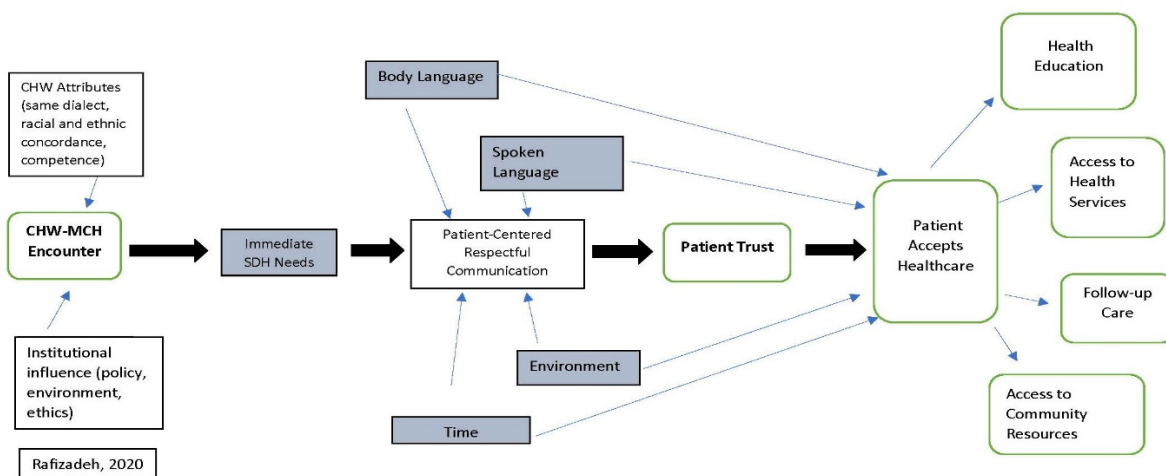 CHW Attributes
(same dialect,
racial and ethnic
concordance,
competence)
CHW-MCH
Encounter
Institutional
influence (policy,
environment,
ethics)
Rafizadeh, 2020
Immediate
SDH Needs
Body Language
Spoken
Language
Patient-Centered
Respectful
Communication
Environment
Time
Patient Trust
Patient
Accepts
Healthcare
Health
Education
Access to
Health
Services
Follow-up
Care
Access to
Community
Resources